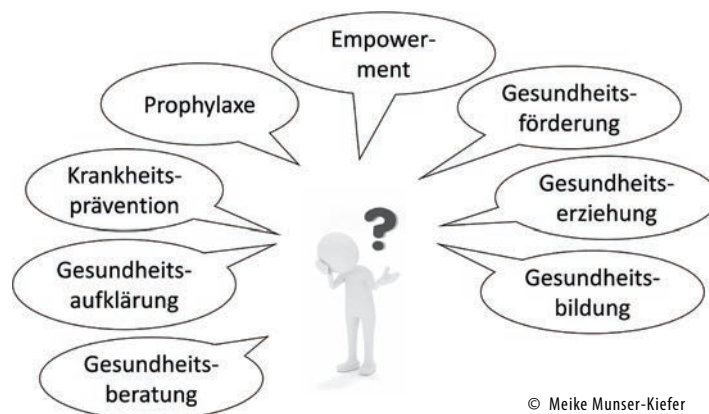 Empower-
ment
Prophylaxe
Gesundheits-
förderung
Krankheits-
prävention
Gesundheits-
erziehung
Gesundheits-
aufklärung
Gesundheits-
bildung
Gesundheits-
beratung
?
© Meike Munser-Kiefer